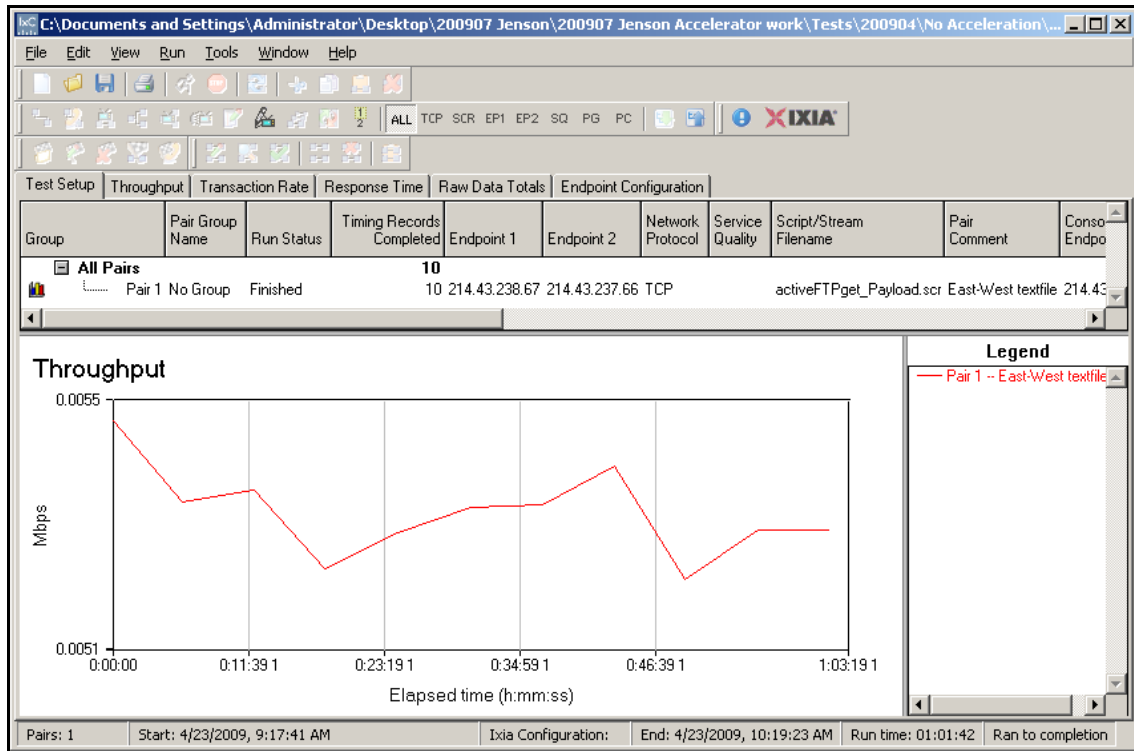 IxC C:\Documents and Settings\Administrator\Desktop\200907 Jenson\200907 Jenson Accelerator work\Tests\200904\No Acceleration\...
File Edit View Run Tools Window Help
1 2 ALL TCP SCR EP1 EP2 SQ PG PC IXIA
Test Setup Throughput Transaction Rate Response Time Raw Data Totals Endpoint Configuration
Group Pair Group Name Run Status Timing Records Completed Endpoint 1 Endpoint 2 Network Protocol Service Quality Script/Stream Filename Pair Comment Conso Endpo
All Pairs 10
Pair 1 No Group Finished 10 214.43.238.67 214.43.237.66 TCP activeFTPget_Payload.scr East-West textfile 214.43
Throughput
0.0055
Mbps
0.0051
0:00:00 0:11:39 1 0:23:19 1 0:34:59 1 0:46:39 1 1:03:19 1
Elapsed time (h:mm:ss)
Legend
Pair 1 -- East-West textfile
Pairs: 1 Start: 4/23/2009, 9:17:41 AM Ixia Configuration: End: 4/23/2009, 10:19:23 AM Run time: 01:01:42 Ran to completion